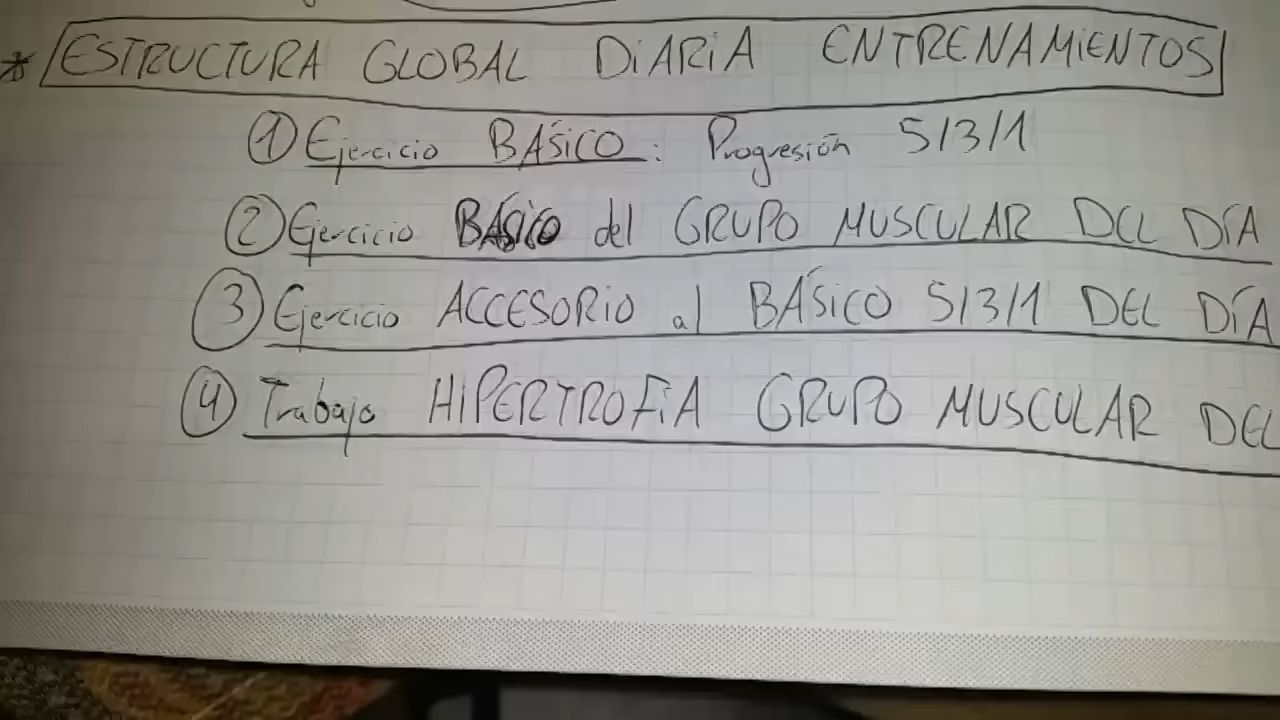 * ESTRUCTURA GLOBAL DiARiA ENTRENAMiENTOS
① Ejercicio BÁSiCO: Progresión 5/3/1
② Ejercicio BÁSiCO del GRUPO MUSCULAR DEL DÍA
③ Ejercicio ACCESORiO al BÁSiCO 5/3/1 DEL DÍA
④ Trabajo HIPERTROFiA GRUPO MUSCULAR DEL